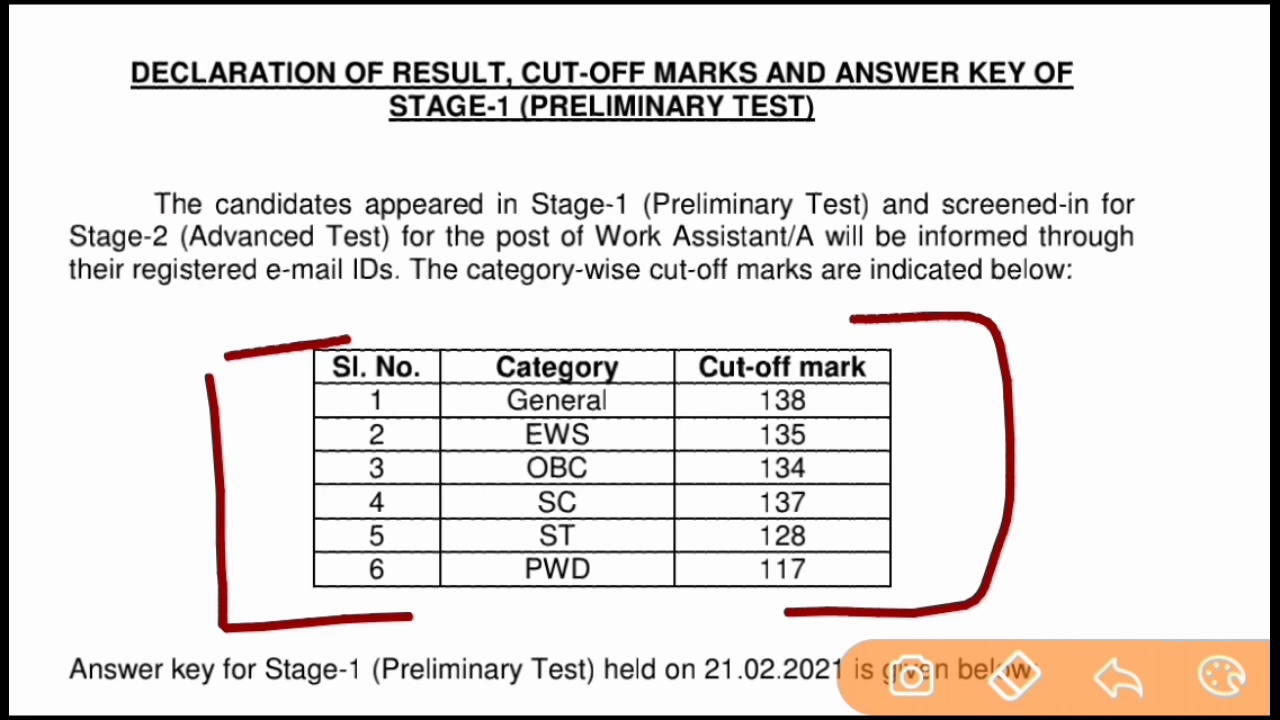 DECLARATION OF RESULT, CUT-OFF MARKS AND ANSWER KEY OF
STAGE-1 (PRELIMINARY TEST)
The candidates appeared in Stage-1 (Preliminary Test) and screened-in for
Stage-2 (Advanced Test) for the post of Work Assistant/A will be informed through
their registered e-mail IDs. The category-wise cut-off marks are indicated below:
Sl. No. Category Cut-off mark
1 General 138
2 EWS 135
3 OBC 134
4 SC 137
5 ST 128
6 PWD 117
Answer key for Stage-1 (Preliminary Test) held on 21.02.2021 is given below